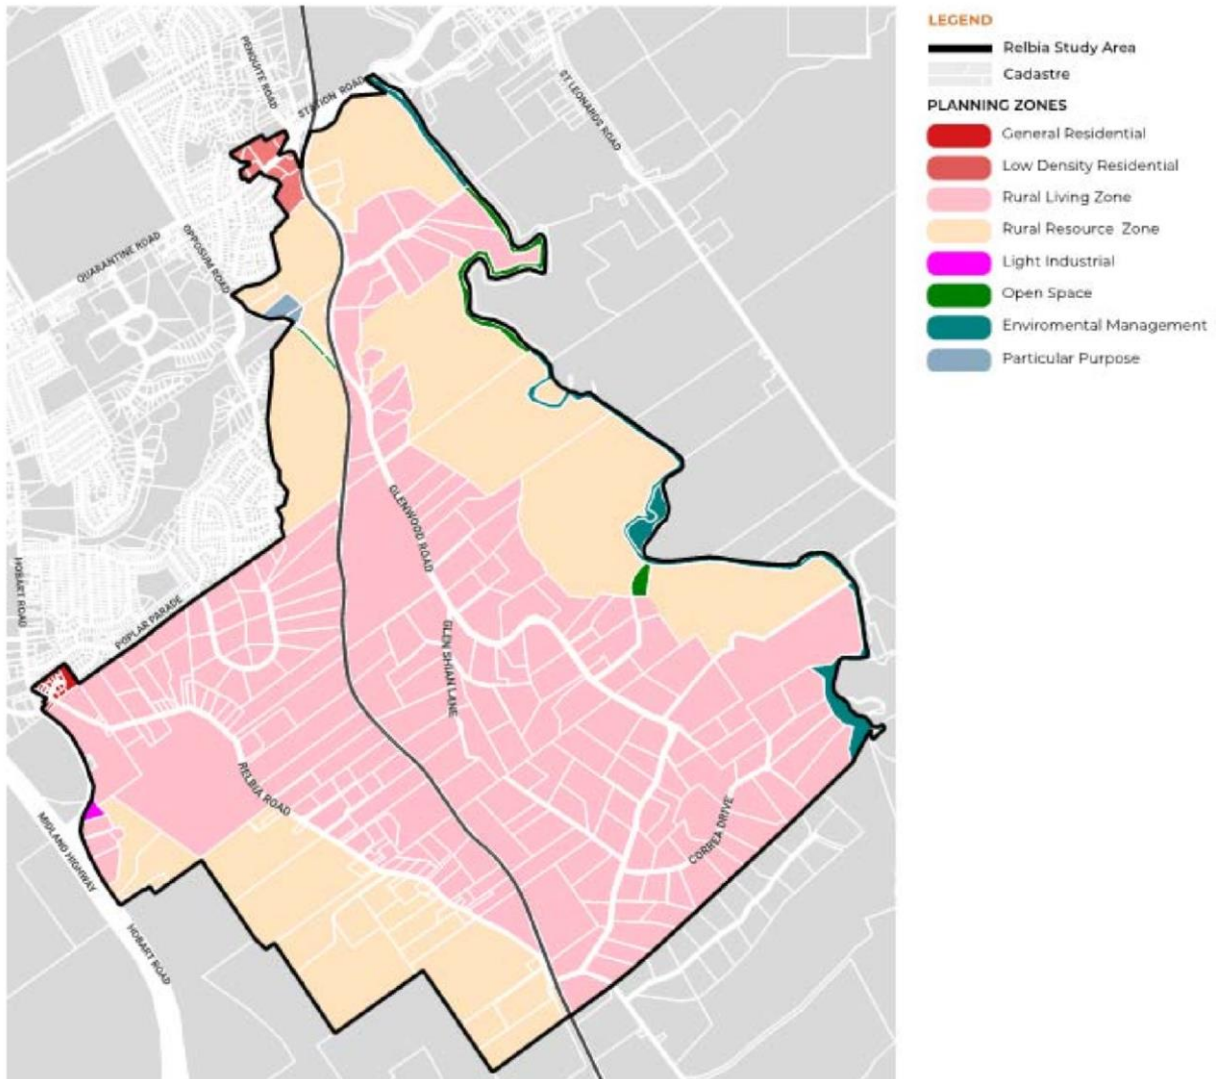 LEGEND
Relbia Study Area
Cadastre
PLANNING ZONES
General Residential
Low Density Residential
Rural Living Zone
Rural Resource Zone
Light Industrial
Open Space
Enviromental Management
Particular Purpose
PENQUITE ROAD
STATION ROAD
ST LEONARDS ROAD
QUARANTINE ROAD
OPPOSUM ROAD
GLENWOOD ROAD
HOBART ROAD
POPLAR PARADE
GLEN SHIAN LANE
RELBIA ROAD
CORREA DRIVE
MIDLAND HIGHWAY
HOBART ROAD